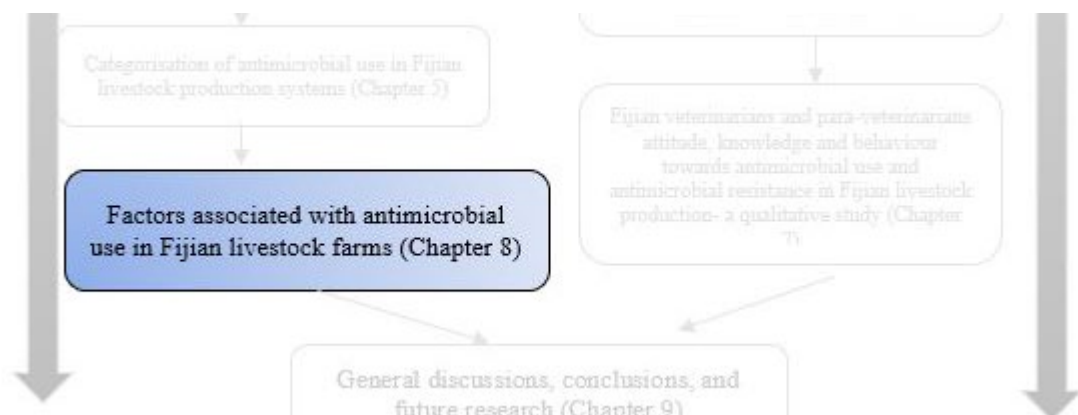 Categorisation of antimicrobial use in Fijian
livestock production systems (Chapter 5)
Factors associated with antimicrobial
use in Fijian livestock farms (Chapter 8)
Fijian veterinarians and para-veterinarians
attitude, knowledge and behaviour
towards antimicrobial use and
antimicrobial resistance in Fijian livestock
production- a qualitative study (Chapter
7)
General discussions, conclusions, and
future research (Chapter 9)